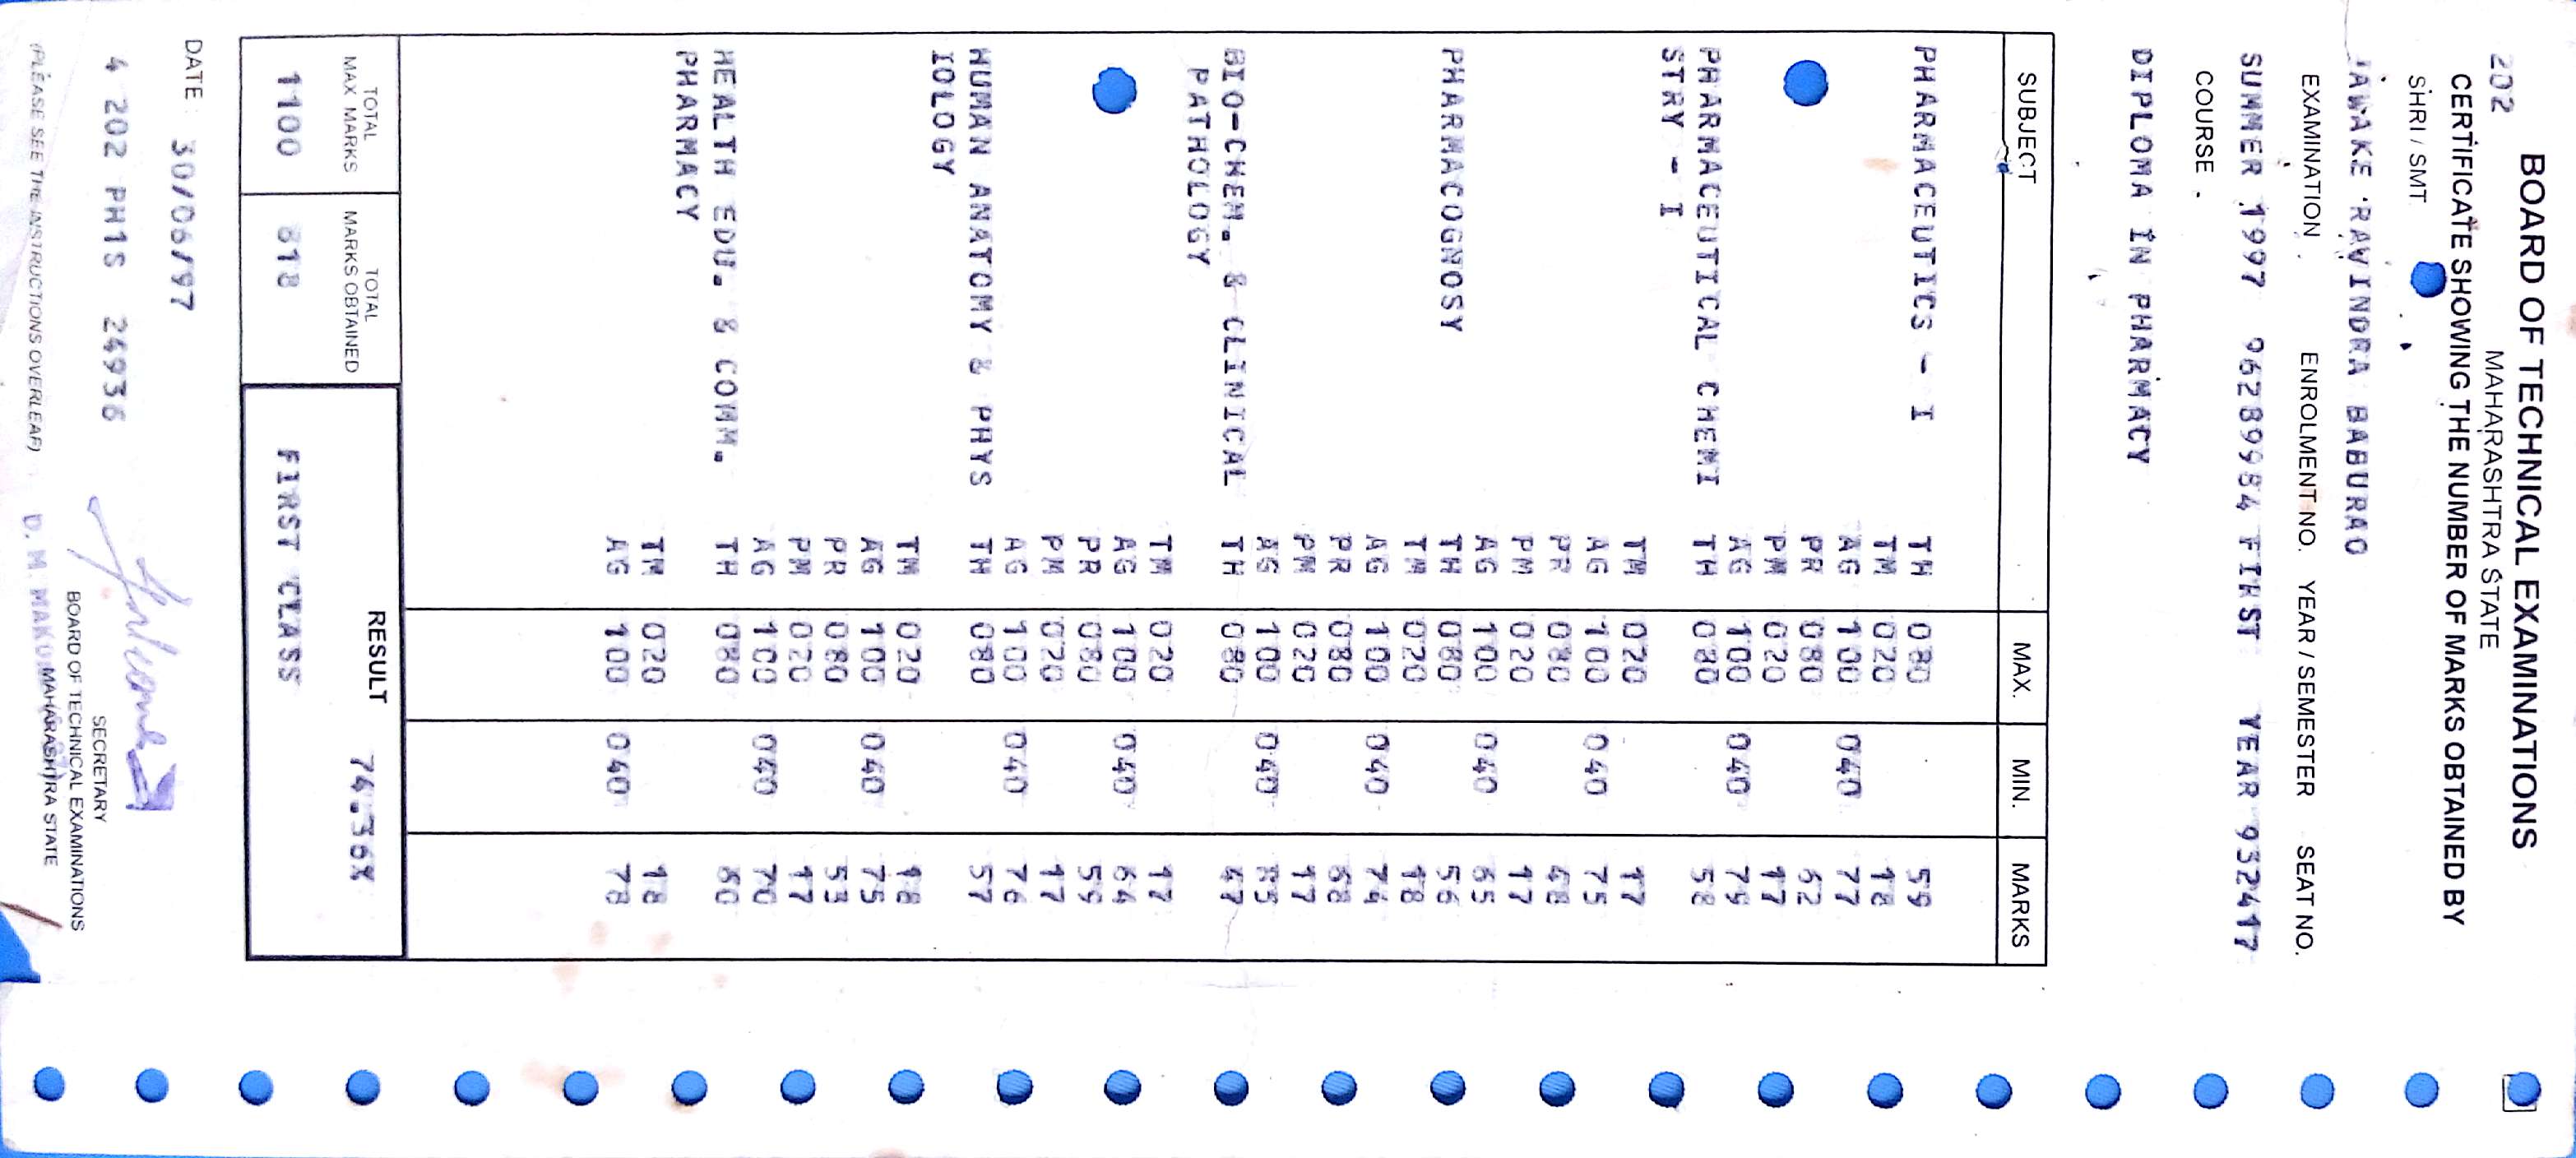 202
BOARD OF TECHNICAL EXAMINATIONS
MAHARASHTRA STATE
CERTIFICATE SHOWING THE NUMBER OF MARKS OBTAINED BY
SHRI / SMT
JAWAKE RAVINDRA BABURAO
EXAMINATION ENROLMENT NO. YEAR / SEMESTER SEAT NO.
SUMMER 1997 96289984 FIRST YEAR 932417
COURSE
DIPLOMA IN PHARMACY
SUBJECT MAX. MIN. MARKS
PHARMACEUTICS - I TH 080 59
TM 020 18
AG 100 040 77
PR 080 62
PM 020 17
AG 100 040 79
PHARMACEUTICAL CHEMI TH 080 58
STRY - I
TM 020 17
AG 100 040 75
PR 080 48
PM 020 17
AG 100 040 65
PHARMACOGNOSY TH 080 56
TM 020 18
AG 100 040 74
PR 080 68
PM 020 17
AG 100 040 85
BIO-CHEM. & CLINICAL TH 080 47
PATHOLOGY
TM 020 17
AG 100 040 64
PR 080 59
PM 020 17
AG 100 040 76
HUMAN ANATOMY & PHYS TH 080 57
IOLOGY
TM 020 18
AG 100 040 75
PR 080 53
PM 020 17
AG 100 040 70
HEALTH EDU. & COMM. TH 080 60
PHARMACY
TM 020 18
AG 100 040 78
TOTAL MAX. MARKS TOTAL MARKS OBTAINED RESULT 74.36%
1100 818 FIRST CLASS
DATE : 30/06/97
4 202 PH1S 24936
SECRETARY
BOARD OF TECHNICAL EXAMINATIONS
MAHARASHTRA STATE
(PLEASE SEE THE INSTRUCTIONS OVERLEAF) D. M.